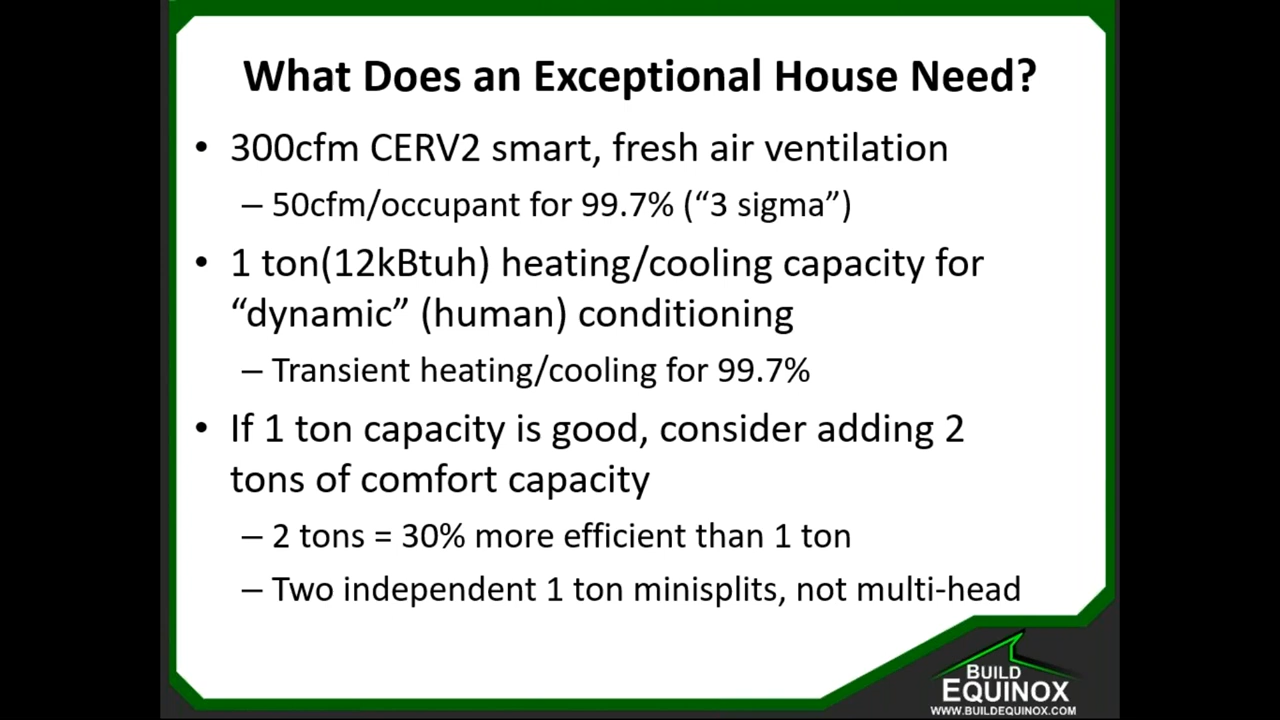 What Does an Exceptional House Need?
• 300cfm CERV2 smart, fresh air ventilation
– 50cfm/occupant for 99.7% (“3 sigma”)
• 1 ton(12kBtuh) heating/cooling capacity for
“dynamic” (human) conditioning
– Transient heating/cooling for 99.7%
• If 1 ton capacity is good, consider adding 2
tons of comfort capacity
– 2 tons = 30% more efficient than 1 ton
– Two independent 1 ton minisplits, not multi-head
BUILD
EQUINOX
WWW.BUILDEQUINOX.COM